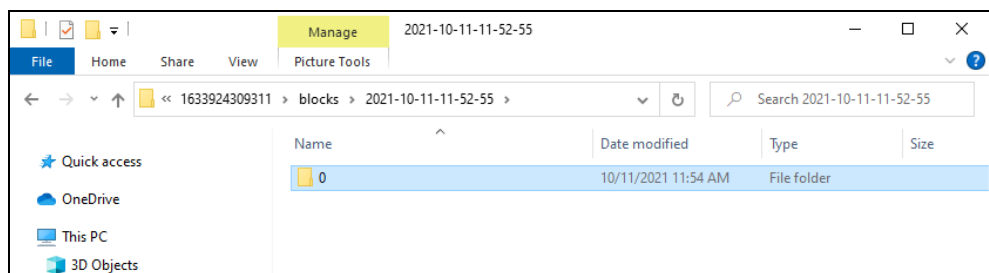 Manage 2021-10-11-11-52-55
File Home Share View Picture Tools
« 1633924309311 > blocks > 2021-10-11-11-52-55 > Search 2021-10-11-11-52-55
Name Date modified Type Size
Quick access
0 10/11/2021 11:54 AM File folder
OneDrive
This PC
3D Objects